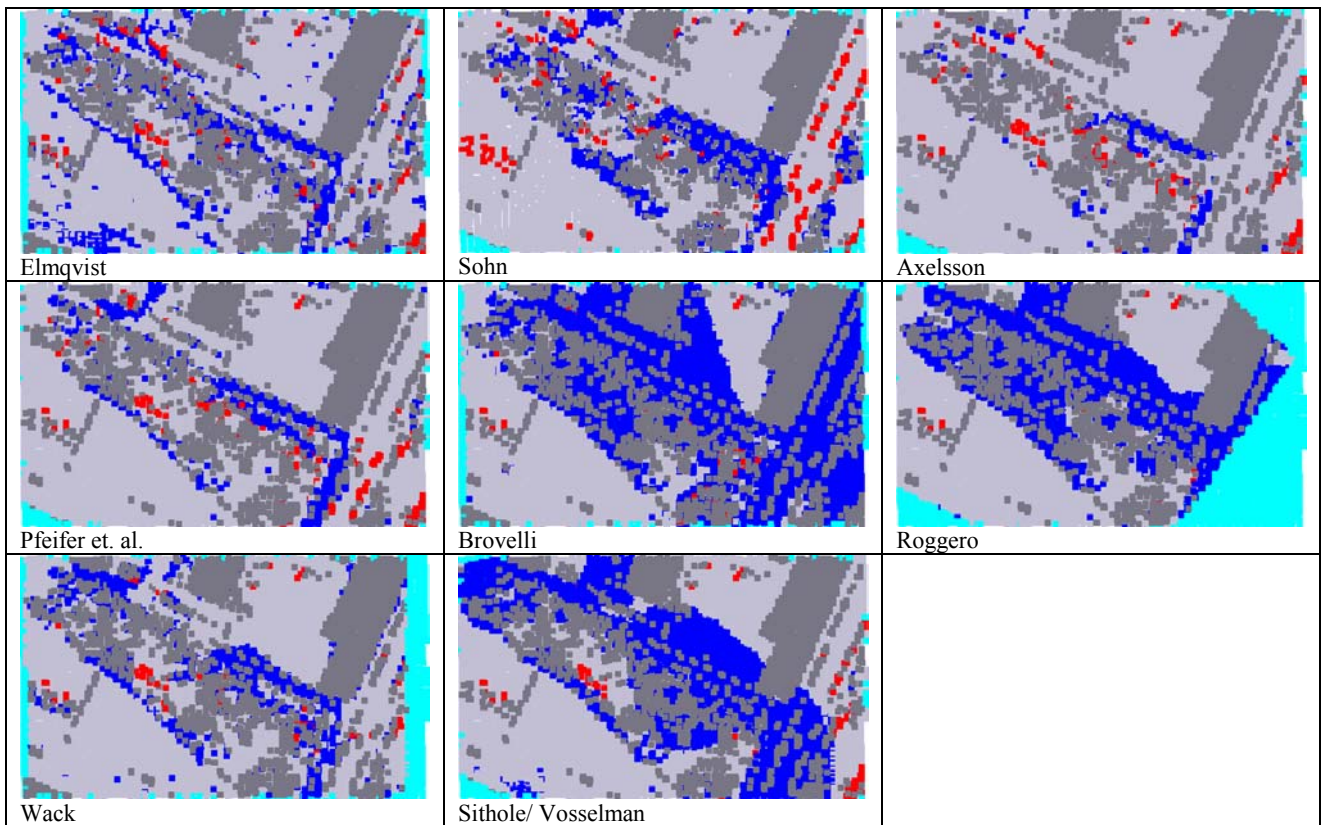 Elmqvist
Sohn
Axelsson
Pfeifer et. al.
Brovelli
Roggero
Wack
Sithole/ Vosselman